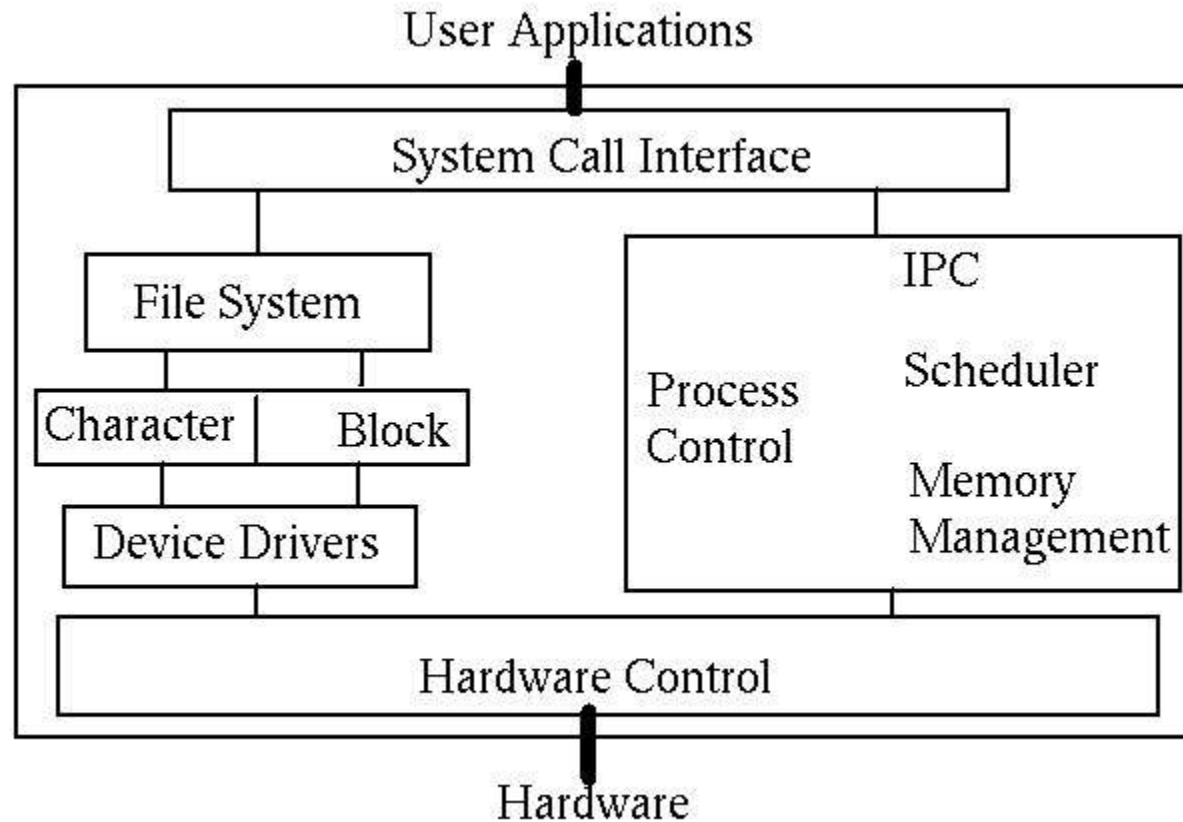 User Applications
System Call Interface
File System
Character
Block
Device Drivers
Process
Control
IPC
Scheduler
Memory
Management
Hardware Control
Hardware